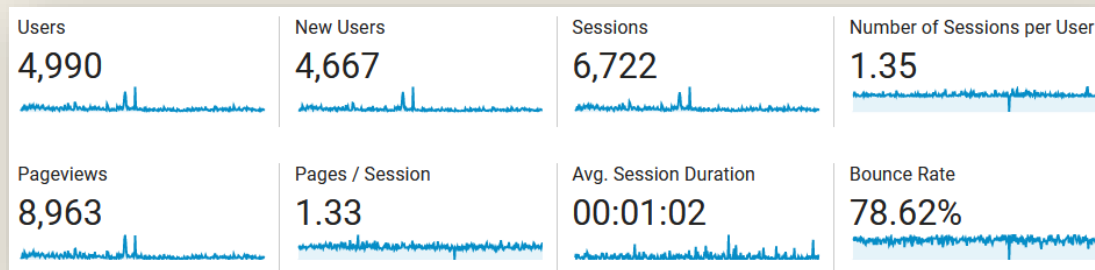 Users
4,990
New Users
4,667
Sessions
6,722
Number of Sessions per User
1.35
Pageviews
8,963
Pages / Session
1.33
Avg. Session Duration
00:01:02
Bounce Rate
78.62%